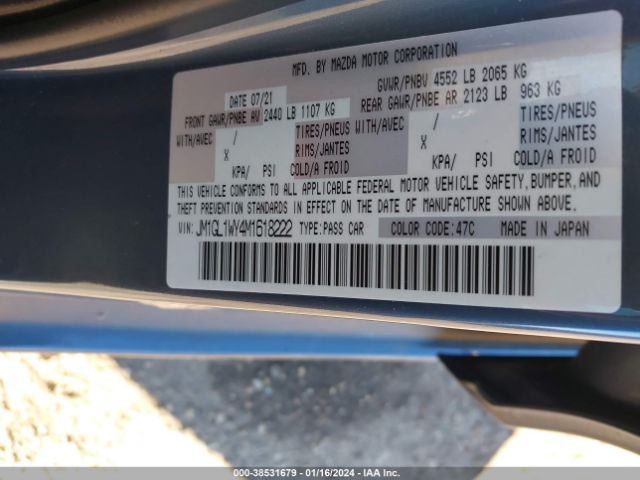 MFD. BY MAZDA MOTOR CORPORATION
DATE 07/21 GVWR/PNBV 4552 LB 2065 KG
FRONT GAWR/PNBE AV 2440 LB 1107 KG REAR GAWR/PNBE AR 2123 LB 963 KG
WITH/AVEC / TIRES/PNEUS WITH/AVEC / TIRES/PNEUS
X RIMS/JANTES X RIMS/JANTES
KPA/ PSI COLD/A FROID KPA/ PSI COLD/A FROID
THIS VEHICLE CONFORMS TO ALL APPLICABLE FEDERAL MOTOR VEHICLE SAFETY, BUMPER, AND
THEFT PREVENTION STANDARDS IN EFFECT ON THE DATE OF MANUFACTURE SHOWN ABOVE.
VIN: JM1GL1WY4M1618222 TYPE: PASS CAR COLOR CODE: 47C MADE IN JAPAN
000-38531679 - 01/16/2024 - IAA Inc.